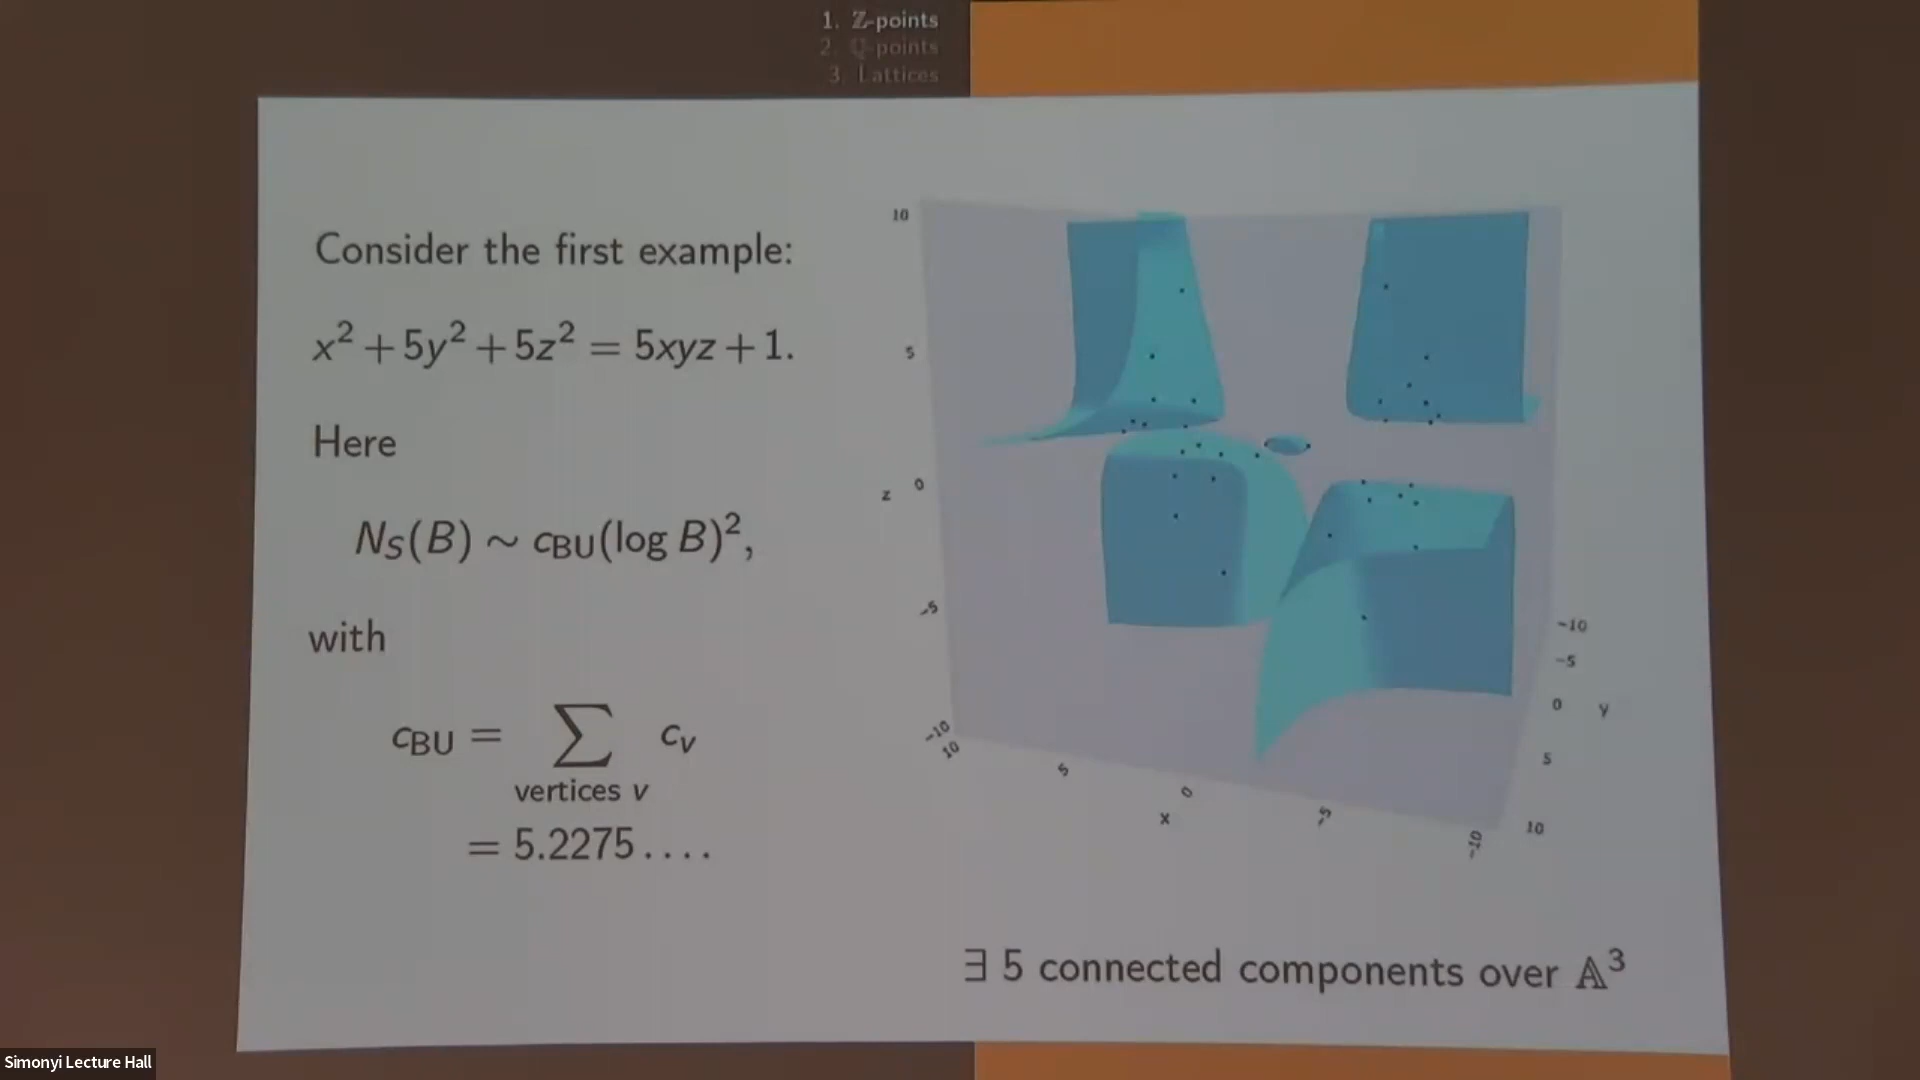 1. ℤ-points
2. ℚ-points
3. Lattices
Consider the first example:
x² + 5y² + 5z² = 5xyz + 1.
Here
N_S(B) ∼ c_BU(log B)²,
with
c_BU = ∑ c_v
vertices v
= 5.2275 . . . .
10
5
z 0
-5
-10
10
5
0
x
-5
-10
-10
-5
0 y
5
10
∃ 5 connected components over 𝔸³
Simonyi Lecture Hall